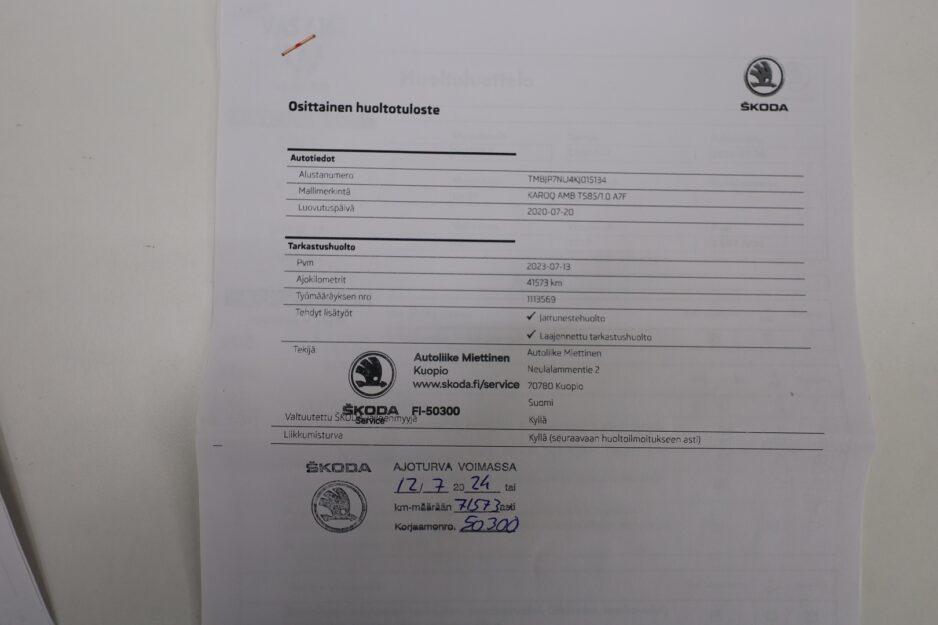 Osittainen huoltotuloste
ŠKODA
Autotiedot
Alustanumero TMBJP7NU4KJ015134
Mallimerkintä KAROQ AMB TS85/1.0 A7F
Luovutuspäivä 2020-07-20
Tarkastushuolto
Pvm 2023-07-13
Ajokilometrit 41573 km
Työmääräyksen nro 1113569
Tehdyt lisätyöt ✓ Jarrunestehuolto
✓ Laajennettu tarkastushuolto
Tekijä: Autoliike Miettinen
Neulalammentie 2
70780 Kuopio
Suomi
Autoliike Miettinen
Kuopio
www.skoda.fi/service
ŠKODA FI-50300
Service
Valtuutettu Kyllä
Liikkumisturva Kyllä (seuraavaan huoltoilmoitukseen asti)
ŠKODA AJOTURVA VOIMASSA
12/7 2024 tai
km-määrään 71573 asti
Korjaamonro. 50300